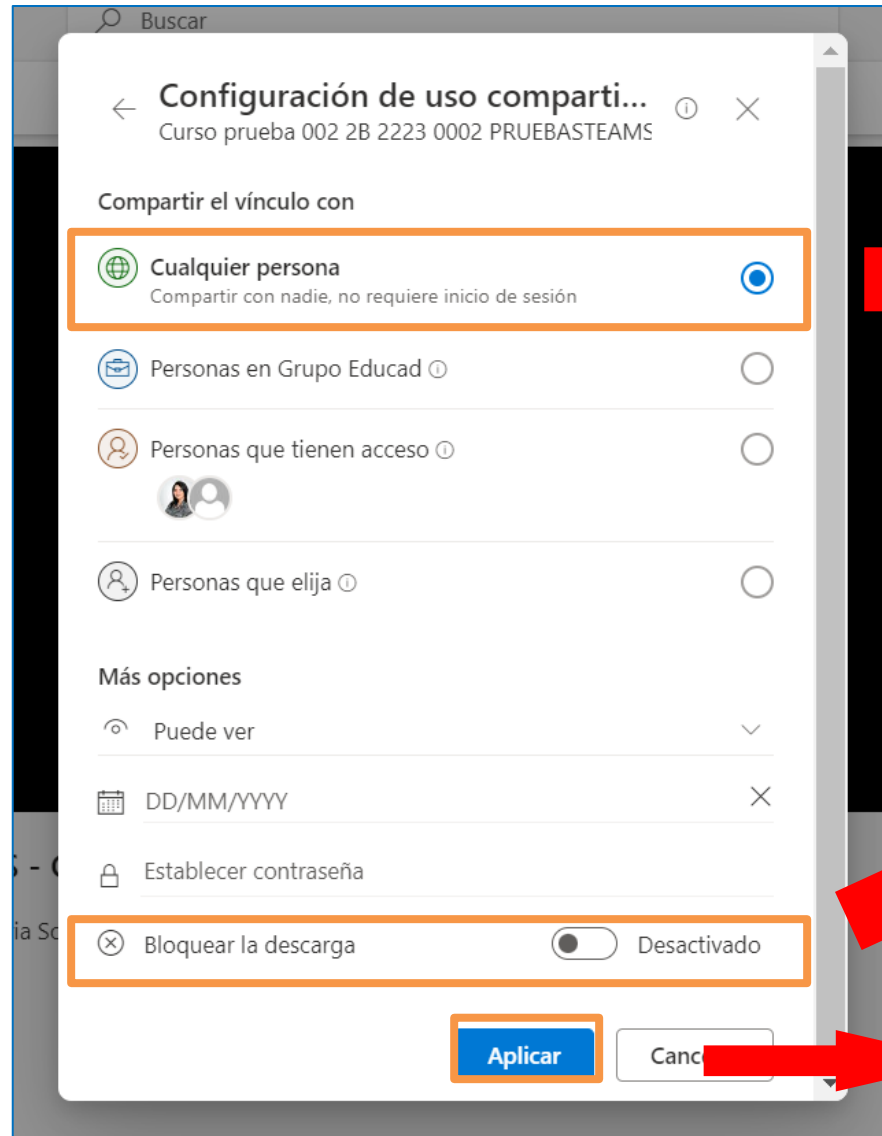 Buscar
Configuración de uso comparti...
Curso prueba 002 2B 2223 0002 PRUEBASTEAMS
Compartir el vínculo con
Cualquier persona
Compartir con nadie, no requiere inicio de sesión
Personas en Grupo Educad
Personas que tienen acceso
Personas que elija
Más opciones
Puede ver
DD/MM/YYYY
Establecer contraseña
Bloquear la descarga Desactivado
Aplicar